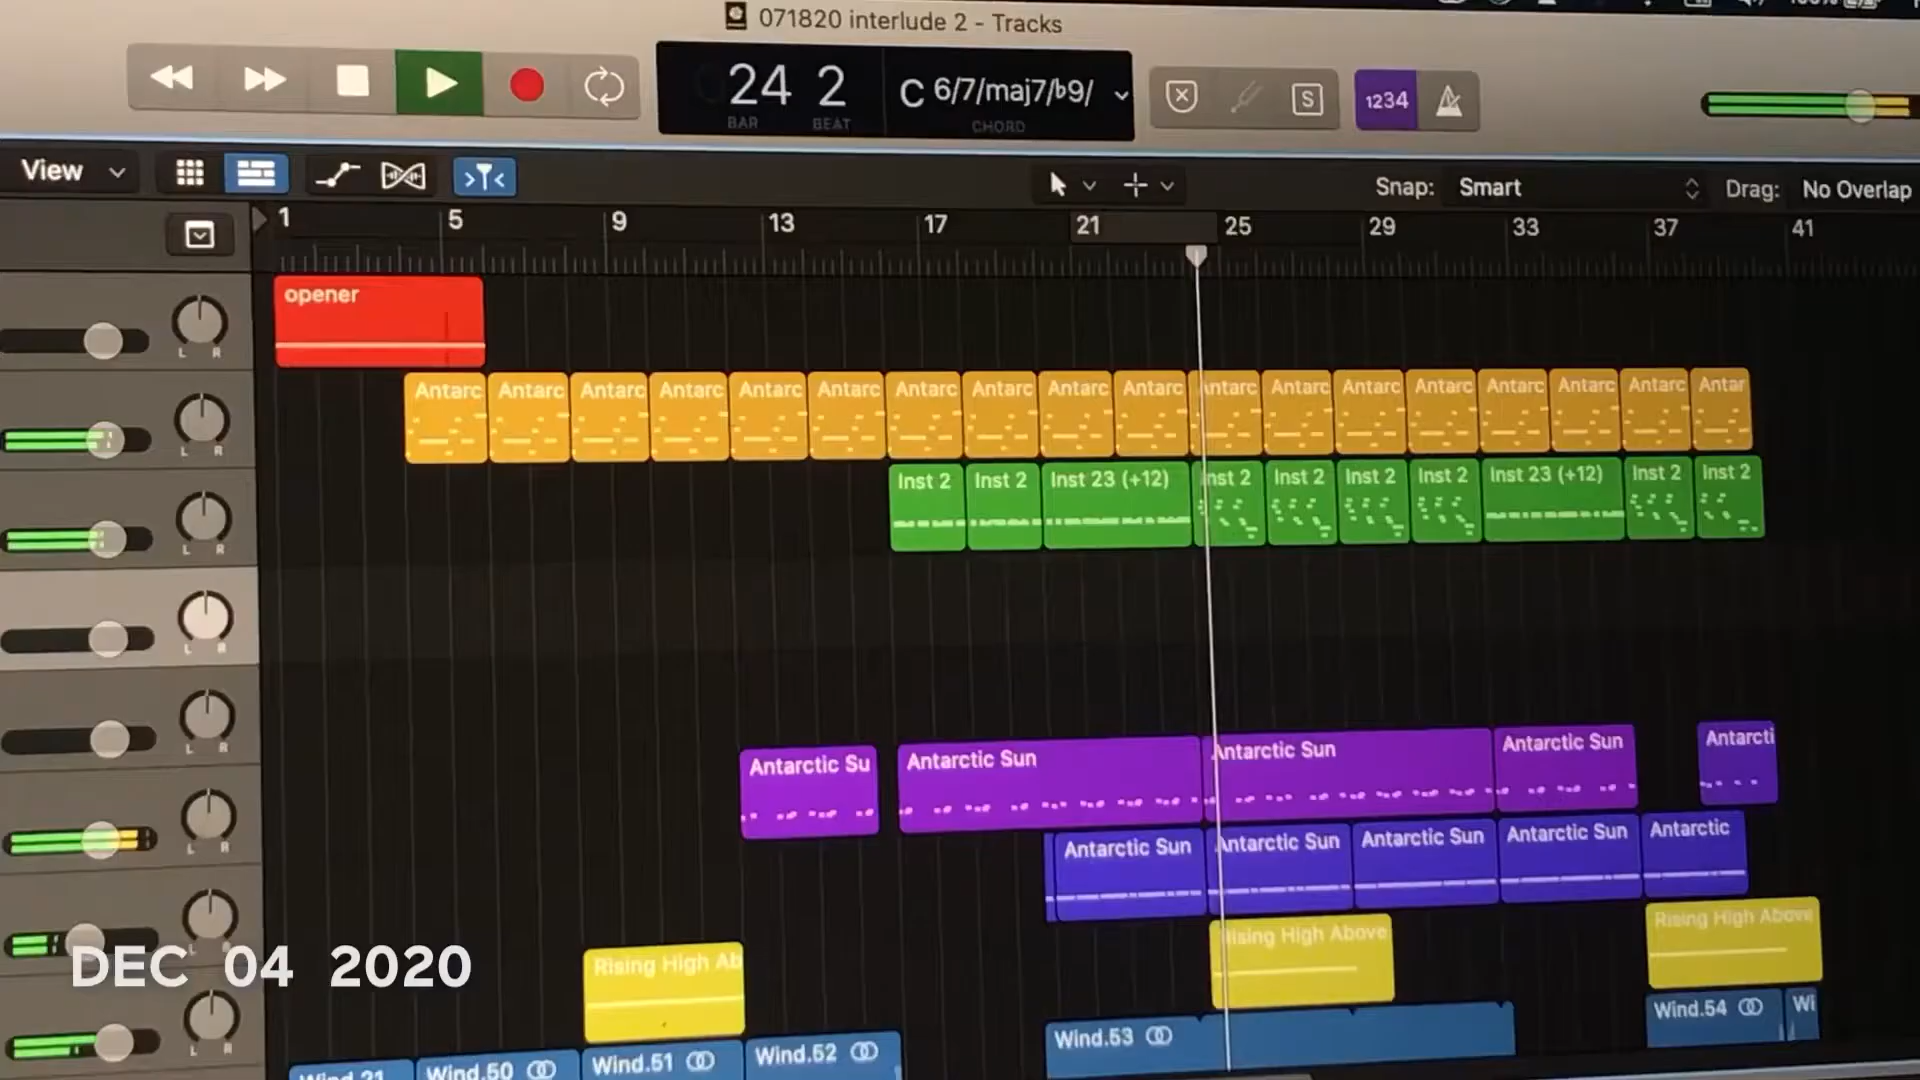 071820 interlude 2 - Tracks
24 2 C 6/7/maj7/b9/
BAR BEAT CHORD
S 1234
View Snap: Smart Drag: No Overlap
1 5 9 13 17 21 25 29 33 37 41
opener
L R
Antarc Antarc Antarc Antarc Antarc Antarc Antarc Antarc Antarc Antarc Antarc Antarc Antarc Antarc Antarc Antarc Antarc Antar
L R
Inst 2 Inst 2 Inst 23 (+12) Inst 2 Inst 2 Inst 2 Inst 2 Inst 23 (+12) Inst 2 Inst 2
L R
L R
L R
Antarctic Su Antarctic Sun Antarctic Sun Antarctic Sun Antarcti
L R
Antarctic Sun Antarctic Sun Antarctic Sun Antarctic Sun Antarctic
L R
Rising High Ab Rising High Above Rising High Above
DEC 04 2020
L R
Wind.50 Wind.51 Wind.52 Wind.53 Wind.54 Wi